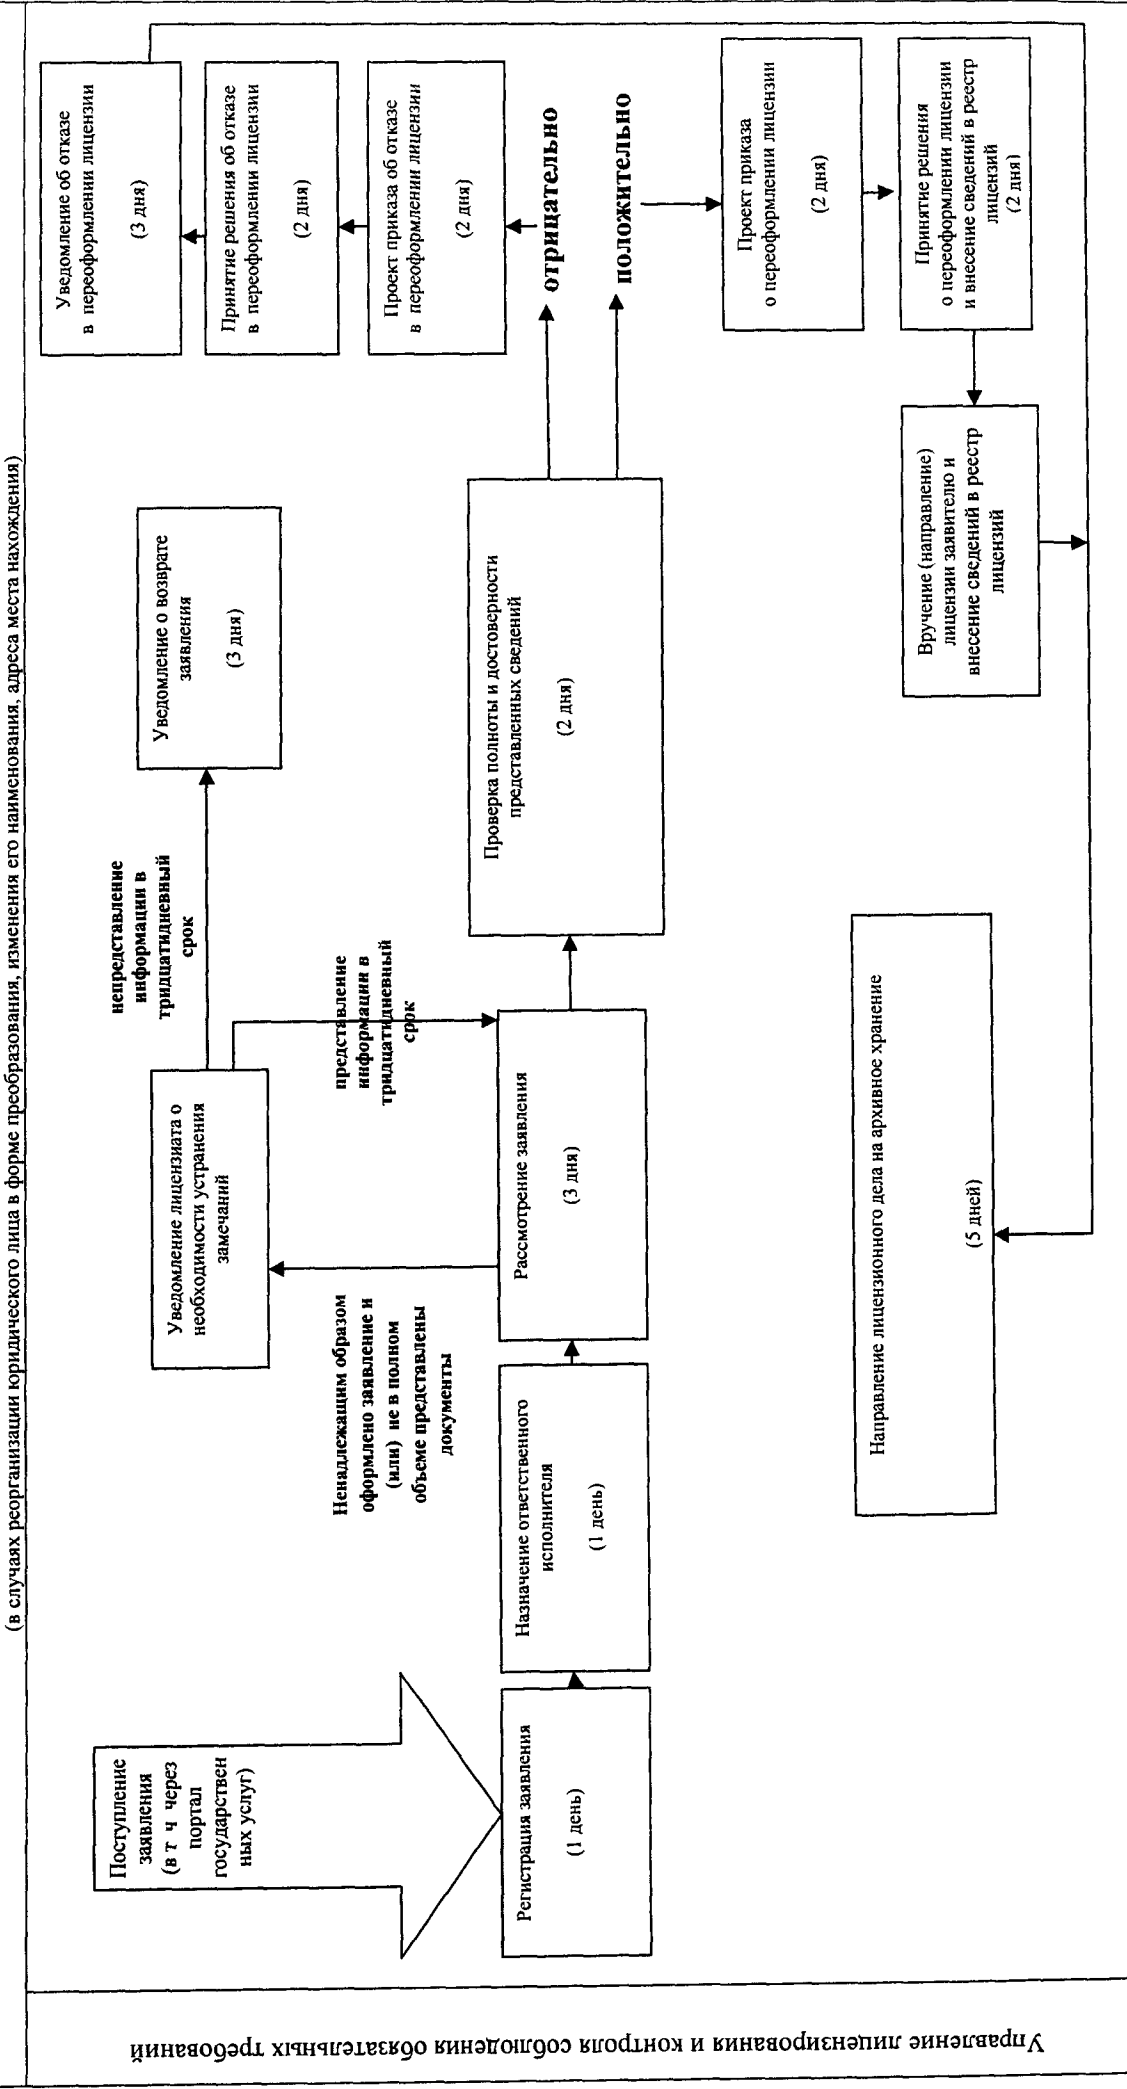 (в случаях реорганизации юридического лица в форме преобразования, изменения его наименования, адреса места нахождения)
Управление лицензирования и контроля соблюдения обязательных требований
Поступление
заявления
(в т ч через
портал
государствен
ных услуг)
Регистрация заявления
(1 день)
Назначение ответственного
исполнителя
(1 день)
Ненадлежащим образом
оформлено заявление и
(или) не в полном
объеме представлены
документы
Рассмотрение заявления
(3 дня)
Уведомление лицензиата о
необходимости устранения
замечаний
непредставление
информации в
тридцатидневный
срок
представление
информации в
тридцатидневный
срок
Уведомление о возврате
заявления
(3 дня)
Проверка полноты и достоверности
представленных сведений
(2 дня)
отрицательно
положительно
Проект приказа об отказе
в переоформлении лицензии
(2 дня)
Принятие решения об отказе
в переоформлении лицензии
(2 дня)
Уведомление об отказе
в переоформлении лицензии
(3 дня)
Проект приказа
о переоформлении лицензии
(2 дня)
Принятие решения
о переоформлении лицензии
и внесение сведений в реестр
лицензий
(2 дня)
Вручение (направление)
лицензии заявителю и
внесение сведений в реестр
лицензий
Направление лицензионного дела на архивное хранение
(5 дней)